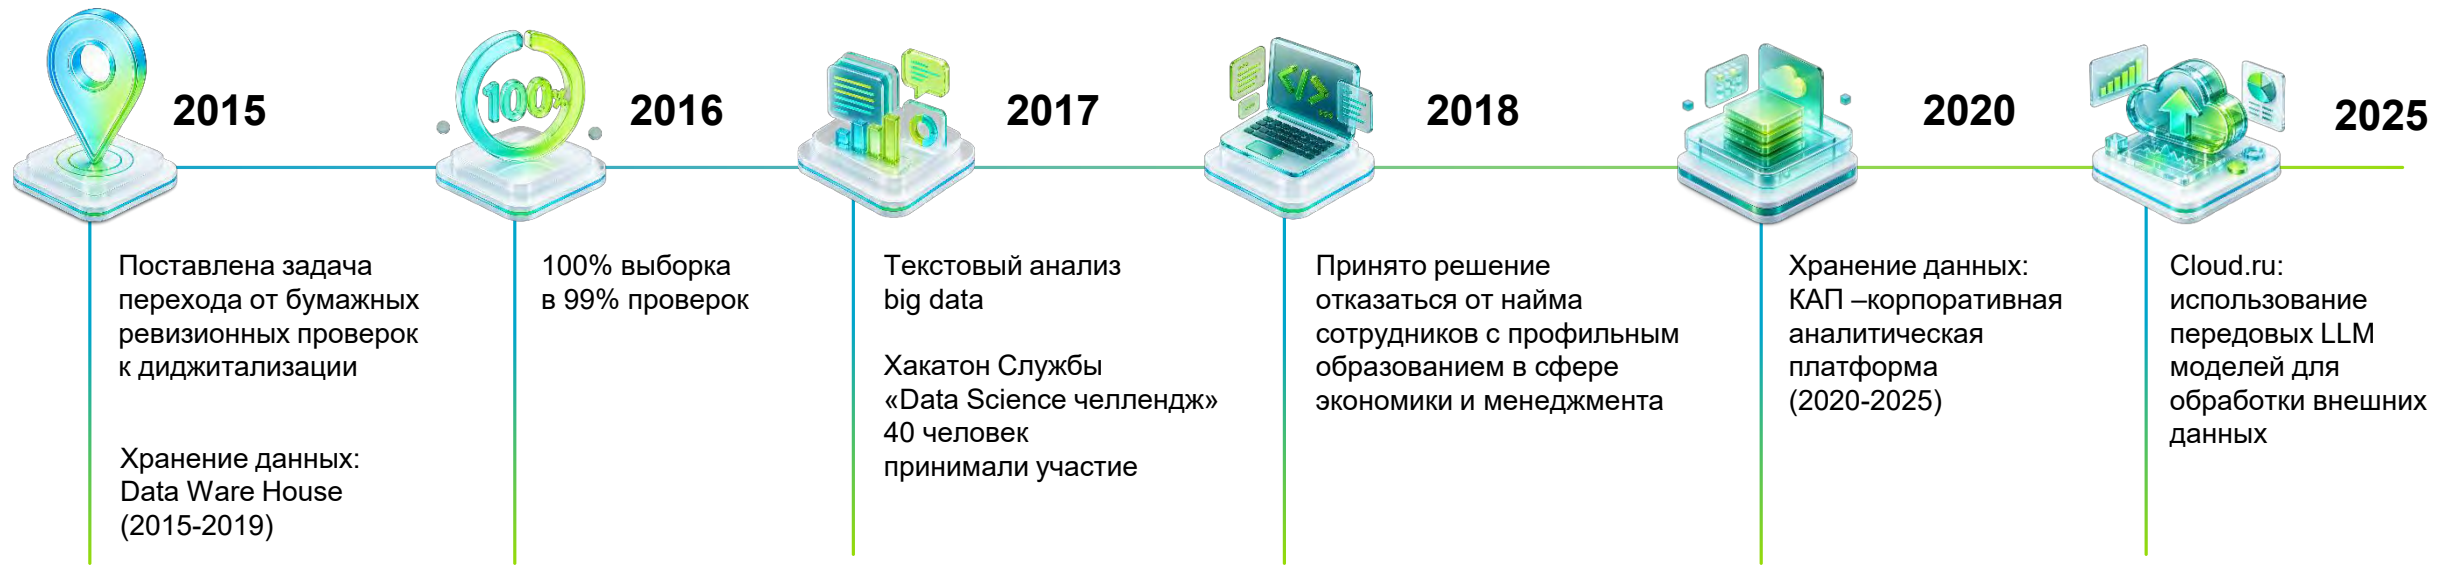 2015
Поставлена задача
перехода от бумажных
ревизионных проверок
к диджитализации
Хранение данных:
Data Ware House
(2015-2019)
100%
2016
100% выборка
в 99% проверок
2017
Текстовый анализ
big data
Хакатон Службы
«Data Science челлендж»
40 человек
принимали участие
</>
2018
Принято решение
отказаться от найма
сотрудников с профильным
образованием в сфере
экономики и менеджмента
2020
Хранение данных:
КАП –корпоративная
аналитическая
платформа
(2020-2025)
2025
Cloud.ru:
использование
передовых LLM
моделей для
обработки внешних
данных